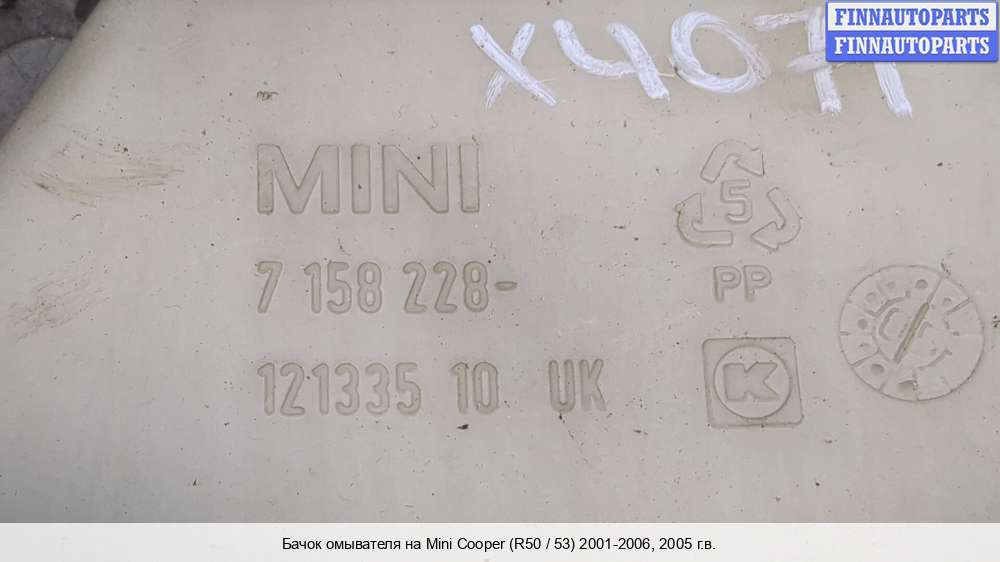 FINNAUTOPARTS
FINNAUTOPARTS
MINI
5
7 158 228-
PP
121335 10 UK
K
Бачок омывателя на Mini Cooper (R50 / 53) 2001-2006, 2005 г.в.